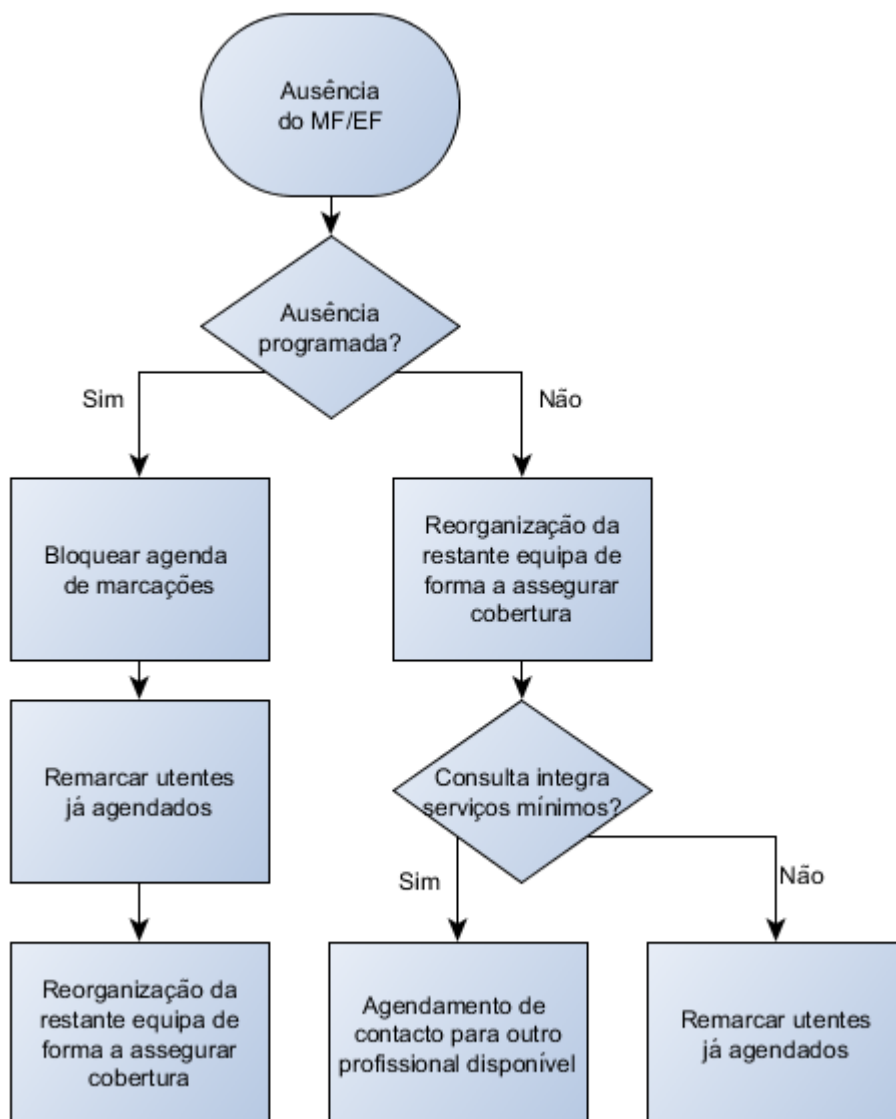 Ausência
do MF/EF
Ausência
programada?
Sim
Não
Bloquear agenda
de marcações
Reorganização da
restante equipa de
forma a assegurar
cobertura
Remarcar utentes
já agendados
Consulta integra
serviços mínimos?
Sim
Não
Reorganização da
restante equipa de
forma a assegurar
cobertura
Agendamento de
contacto para outro
profissional disponível
Remarcar utentes
já agendados